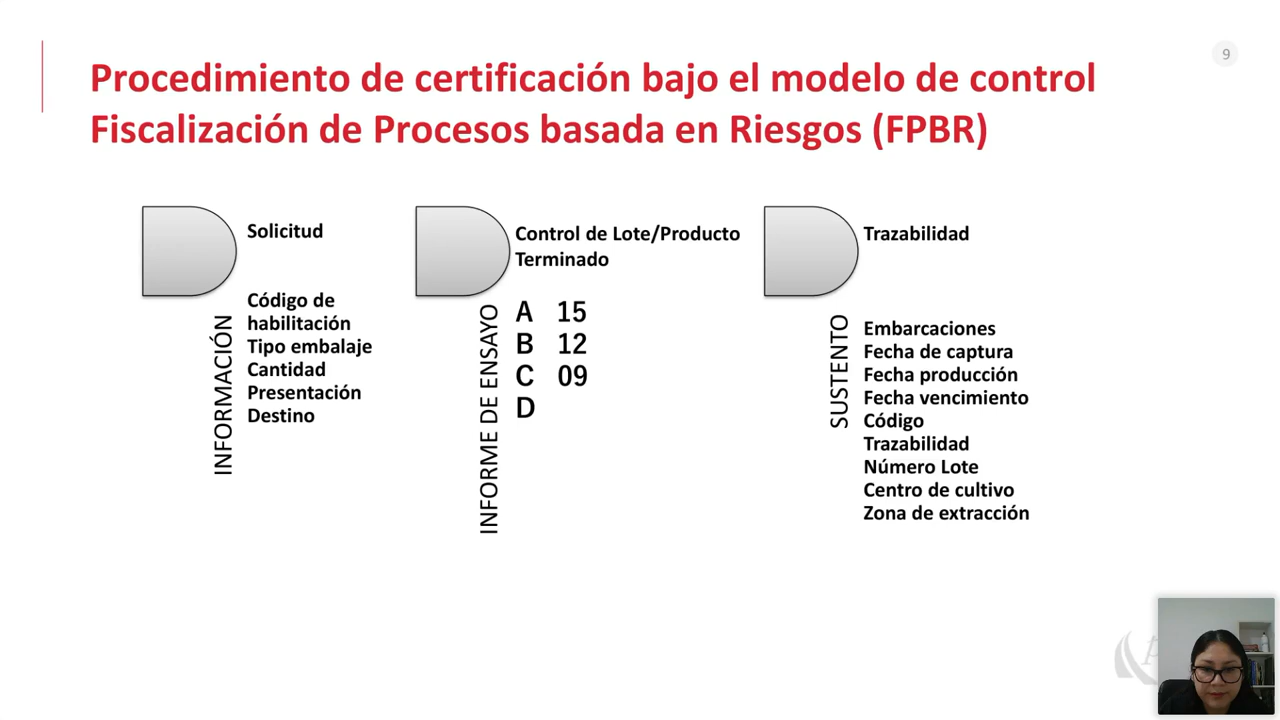 9
Procedimiento de certificación bajo el modelo de control
Fiscalización de Procesos basada en Riesgos (FPBR)
Solicitud
INFORMACIÓN
Código de
habilitación
Tipo embalaje
Cantidad
Presentación
Destino
Control de Lote/Producto
Terminado
INFORME DE ENSAYO
A 15
B 12
C 09
D
Trazabilidad
SUSTENTO
Embarcaciones
Fecha de captura
Fecha producción
Fecha vencimiento
Código
Trazabilidad
Número Lote
Centro de cultivo
Zona de extracción